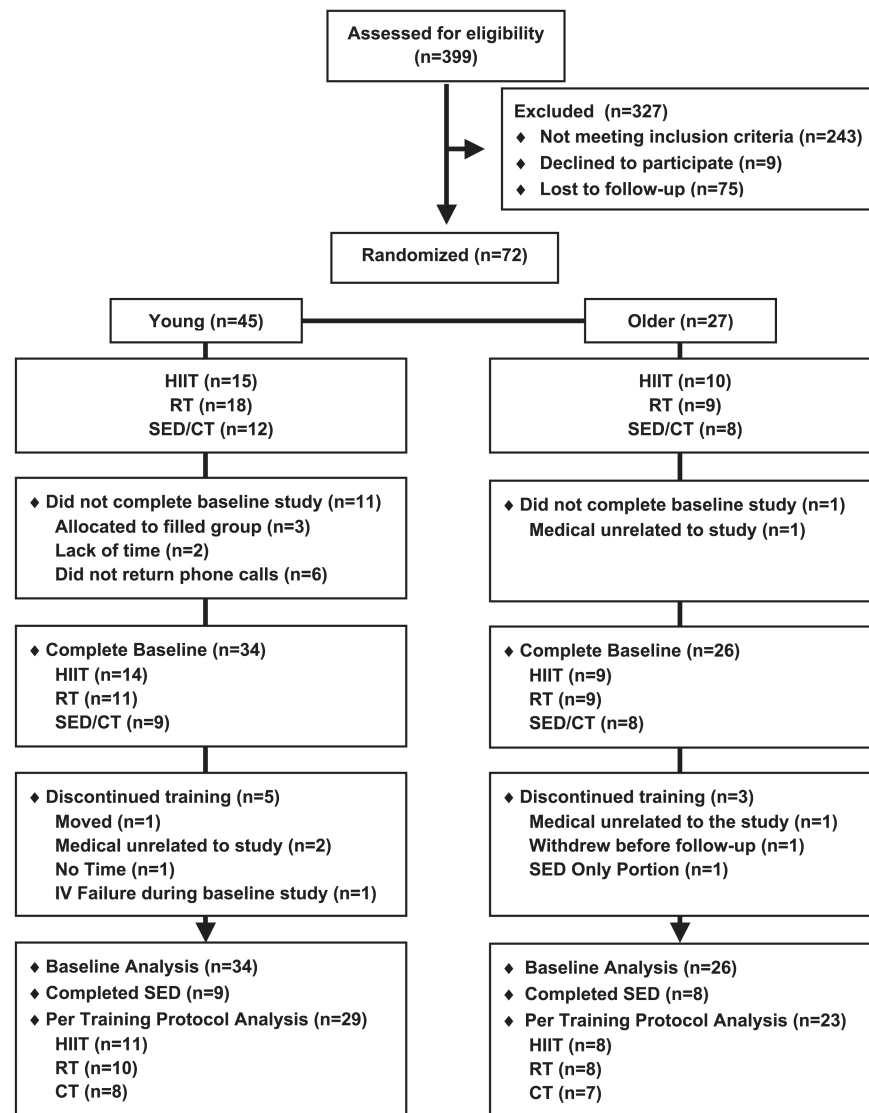 Assessed for eligibility
(n=399)
Excluded (n=327)
♦ Not meeting inclusion criteria (n=243)
♦ Declined to participate (n=9)
♦ Lost to follow-up (n=75)
Randomized (n=72)
Young (n=45)
Older (n=27)
HIIT (n=15)
RT (n=18)
SED/CT (n=12)
HIIT (n=10)
RT (n=9)
SED/CT (n=8)
♦ Did not complete baseline study (n=11)
Allocated to filled group (n=3)
Lack of time (n=2)
Did not return phone calls (n=6)
♦ Did not complete baseline study (n=1)
Medical unrelated to study (n=1)
♦ Complete Baseline (n=34)
HIIT (n=14)
RT (n=11)
SED/CT (n=9)
♦ Complete Baseline (n=26)
HIIT (n=9)
RT (n=9)
SED/CT (n=8)
♦ Discontinued training (n=5)
Moved (n=1)
Medical unrelated to study (n=2)
No Time (n=1)
IV Failure during baseline study (n=1)
♦ Discontinued training (n=3)
Medical unrelated to the study (n=1)
Withdrew before follow-up (n=1)
SED Only Portion (n=1)
♦ Baseline Analysis (n=34)
♦ Completed SED (n=9)
♦ Per Training Protocol Analysis (n=29)
HIIT (n=11)
RT (n=10)
CT (n=8)
♦ Baseline Analysis (n=26)
♦ Completed SED (n=8)
♦ Per Training Protocol Analysis (n=23)
HIIT (n=8)
RT (n=8)
CT (n=7)